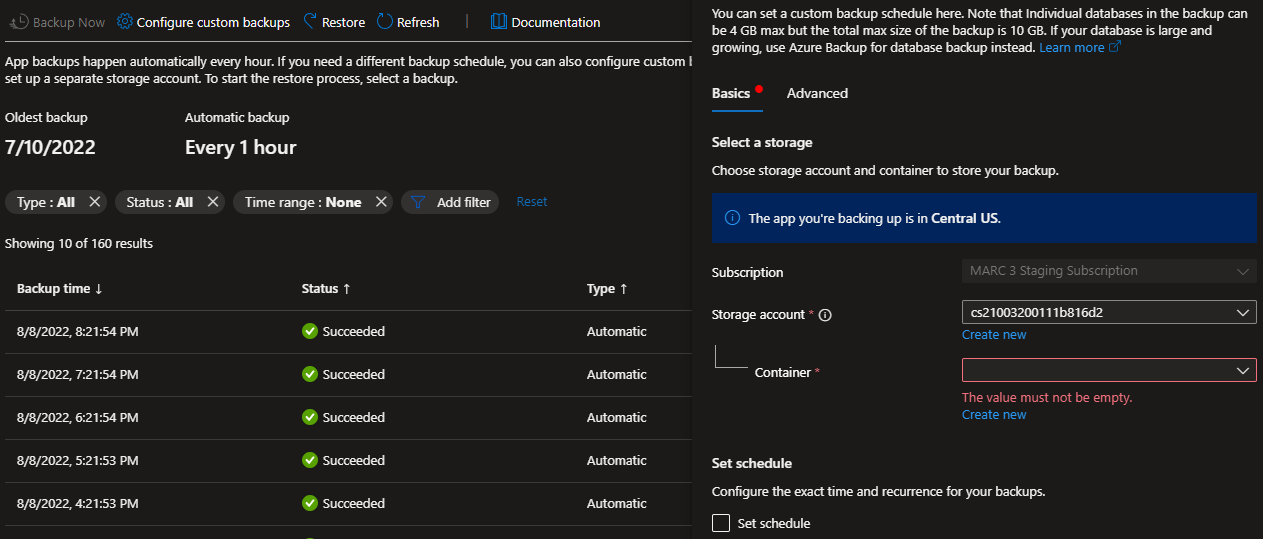 Backup Now Configure custom backups Restore Refresh | Documentation
App backups happen automatically every hour. If you need a different backup schedule, you can also configure custom
set up a separate storage account. To start the restore process, select a backup.
Oldest backup Automatic backup
7/10/2022 Every 1 hour
Type : All Status : All Time range : None Add filter Reset
Showing 10 of 160 results
Backup time ↓ Status ↑ Type ↑
8/8/2022, 8:21:54 PM Succeeded Automatic
8/8/2022, 7:21:54 PM Succeeded Automatic
8/8/2022, 6:21:54 PM Succeeded Automatic
8/8/2022, 5:21:53 PM Succeeded Automatic
8/8/2022, 4:21:53 PM Succeeded Automatic
You can set a custom backup schedule here. Note that Individual databases in the backup can
be 4 GB max but the total max size of the backup is 10 GB. If your database is large and
growing, use Azure Backup for database backup instead. Learn more
Basics Advanced
Select a storage
Choose storage account and container to store your backup.
The app you're backing up is in Central US.
Subscription MARC 3 Staging Subscription
Storage account * cs21003200111b816d2
Create new
Container *
The value must not be empty.
Create new
Set schedule
Configure the exact time and recurrence for your backups.
Set schedule